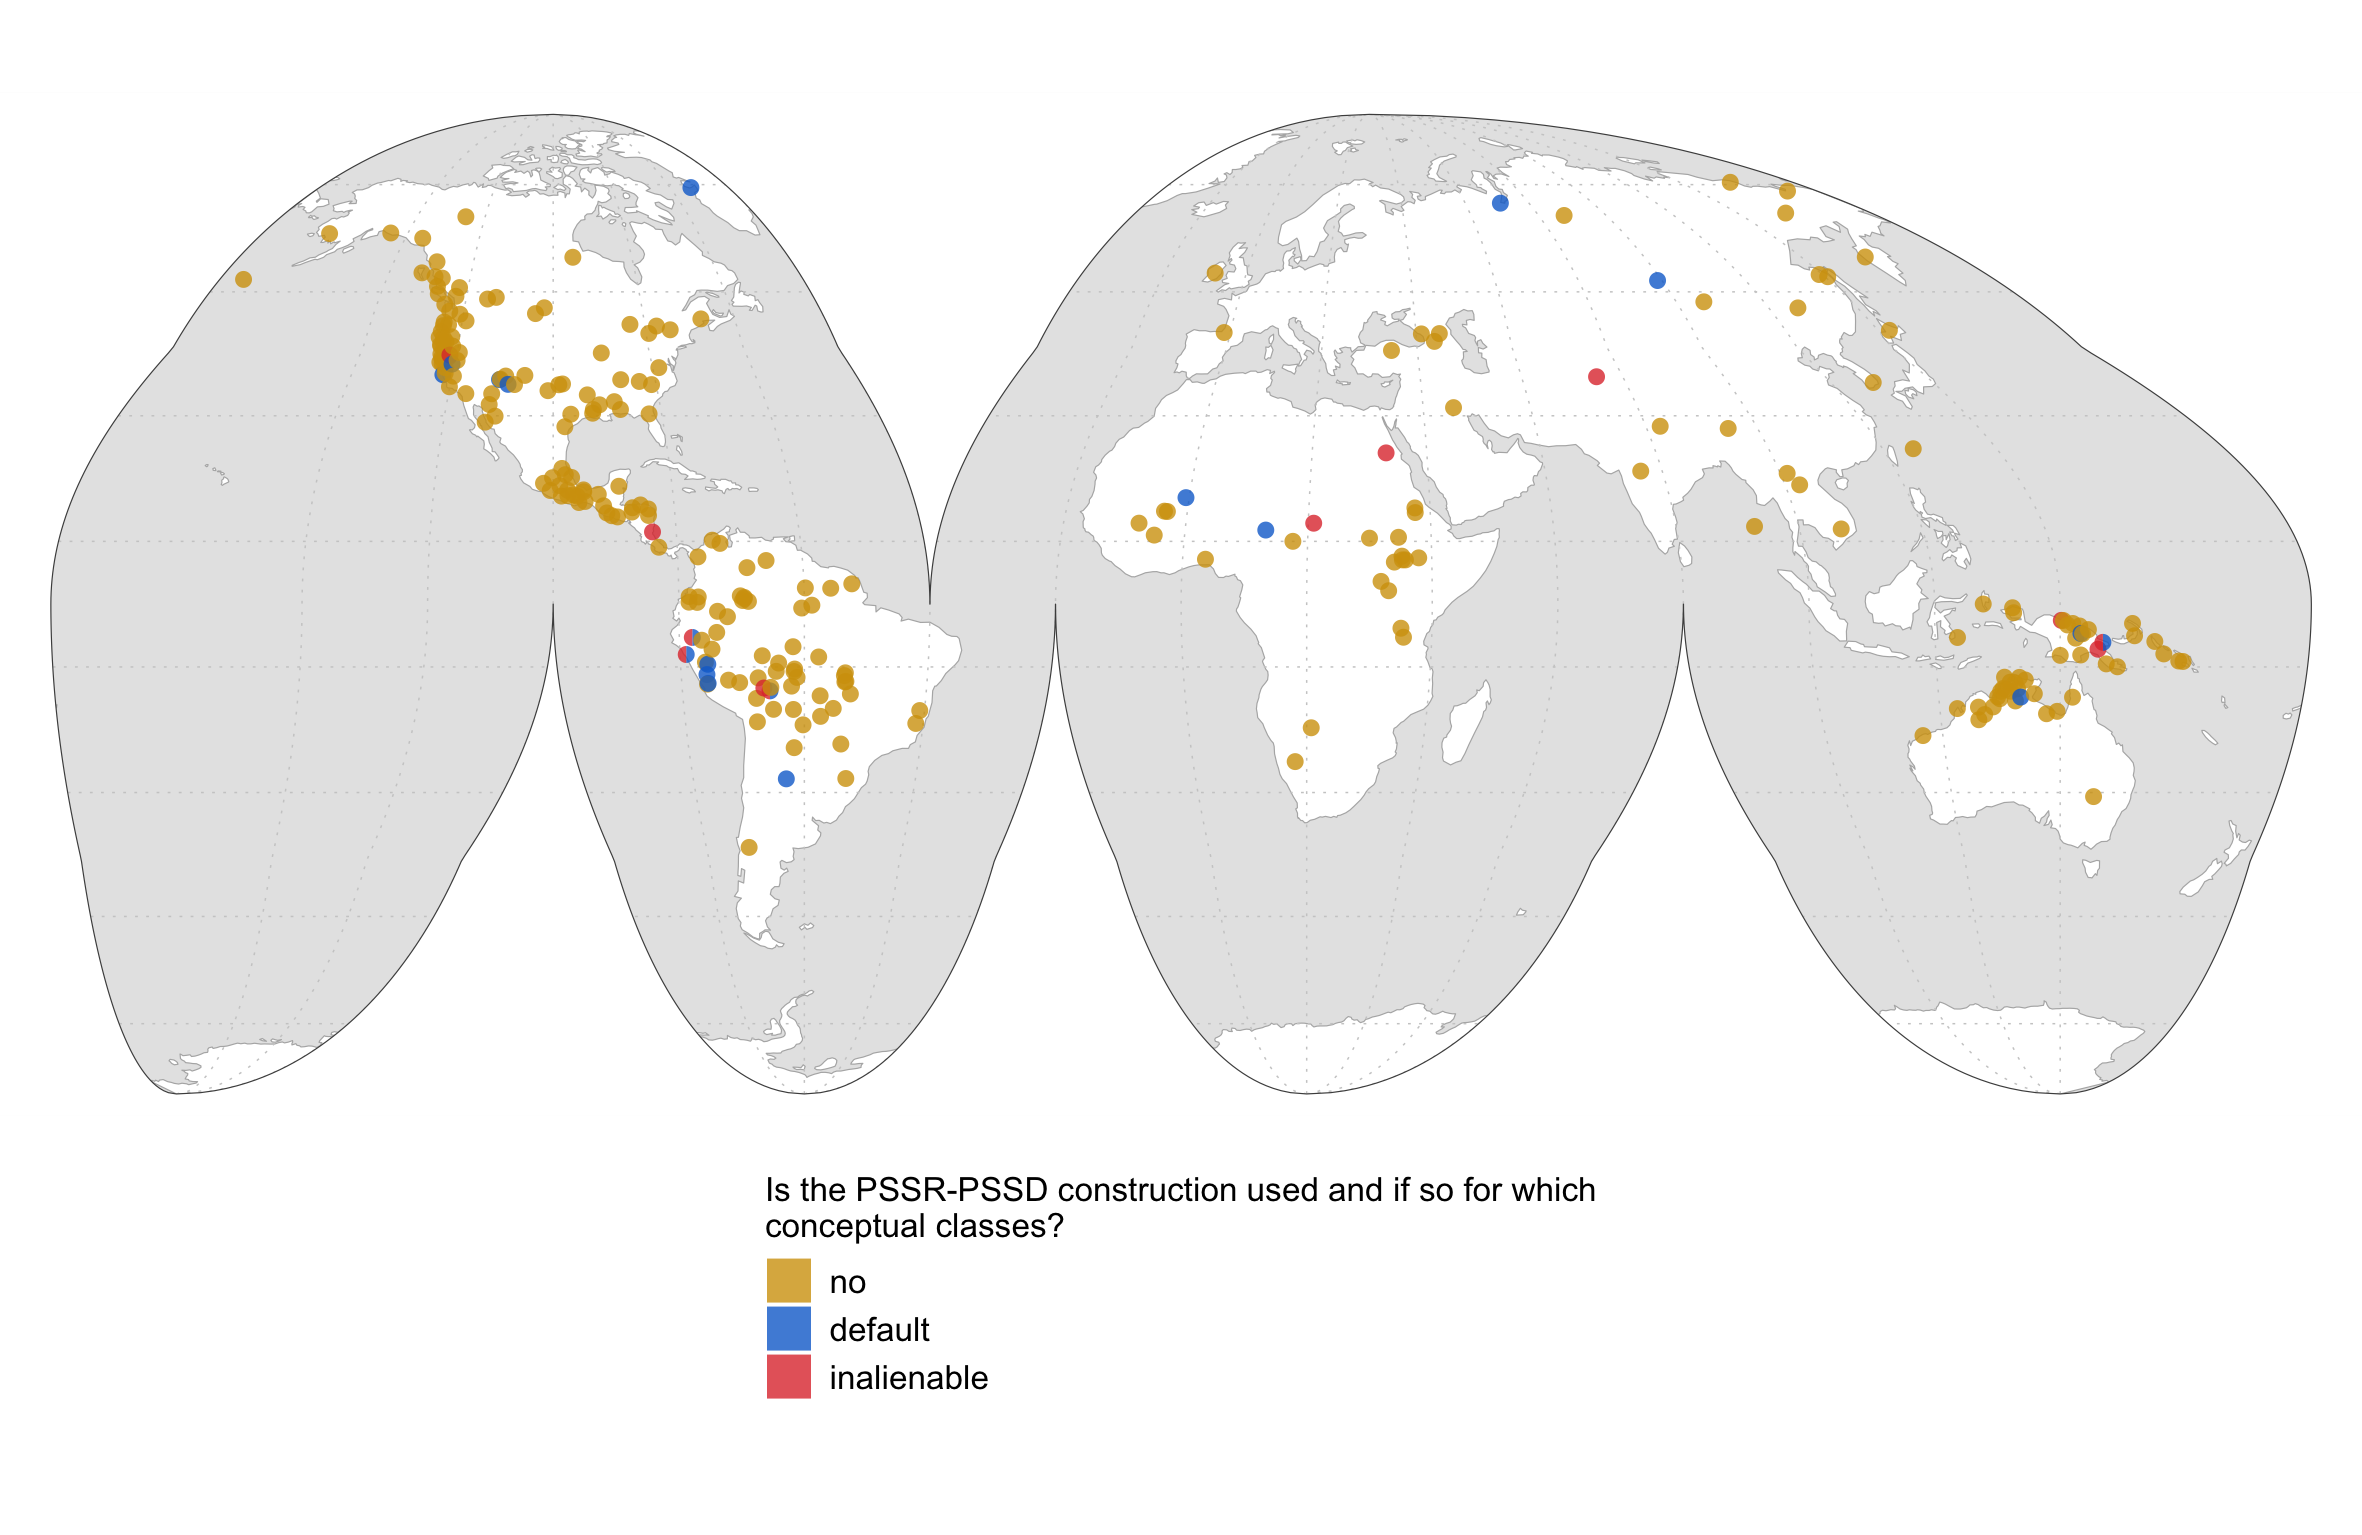 Is the PSSR-PSSD construction used and if so for which
conceptual classes?
no
default
inalienable